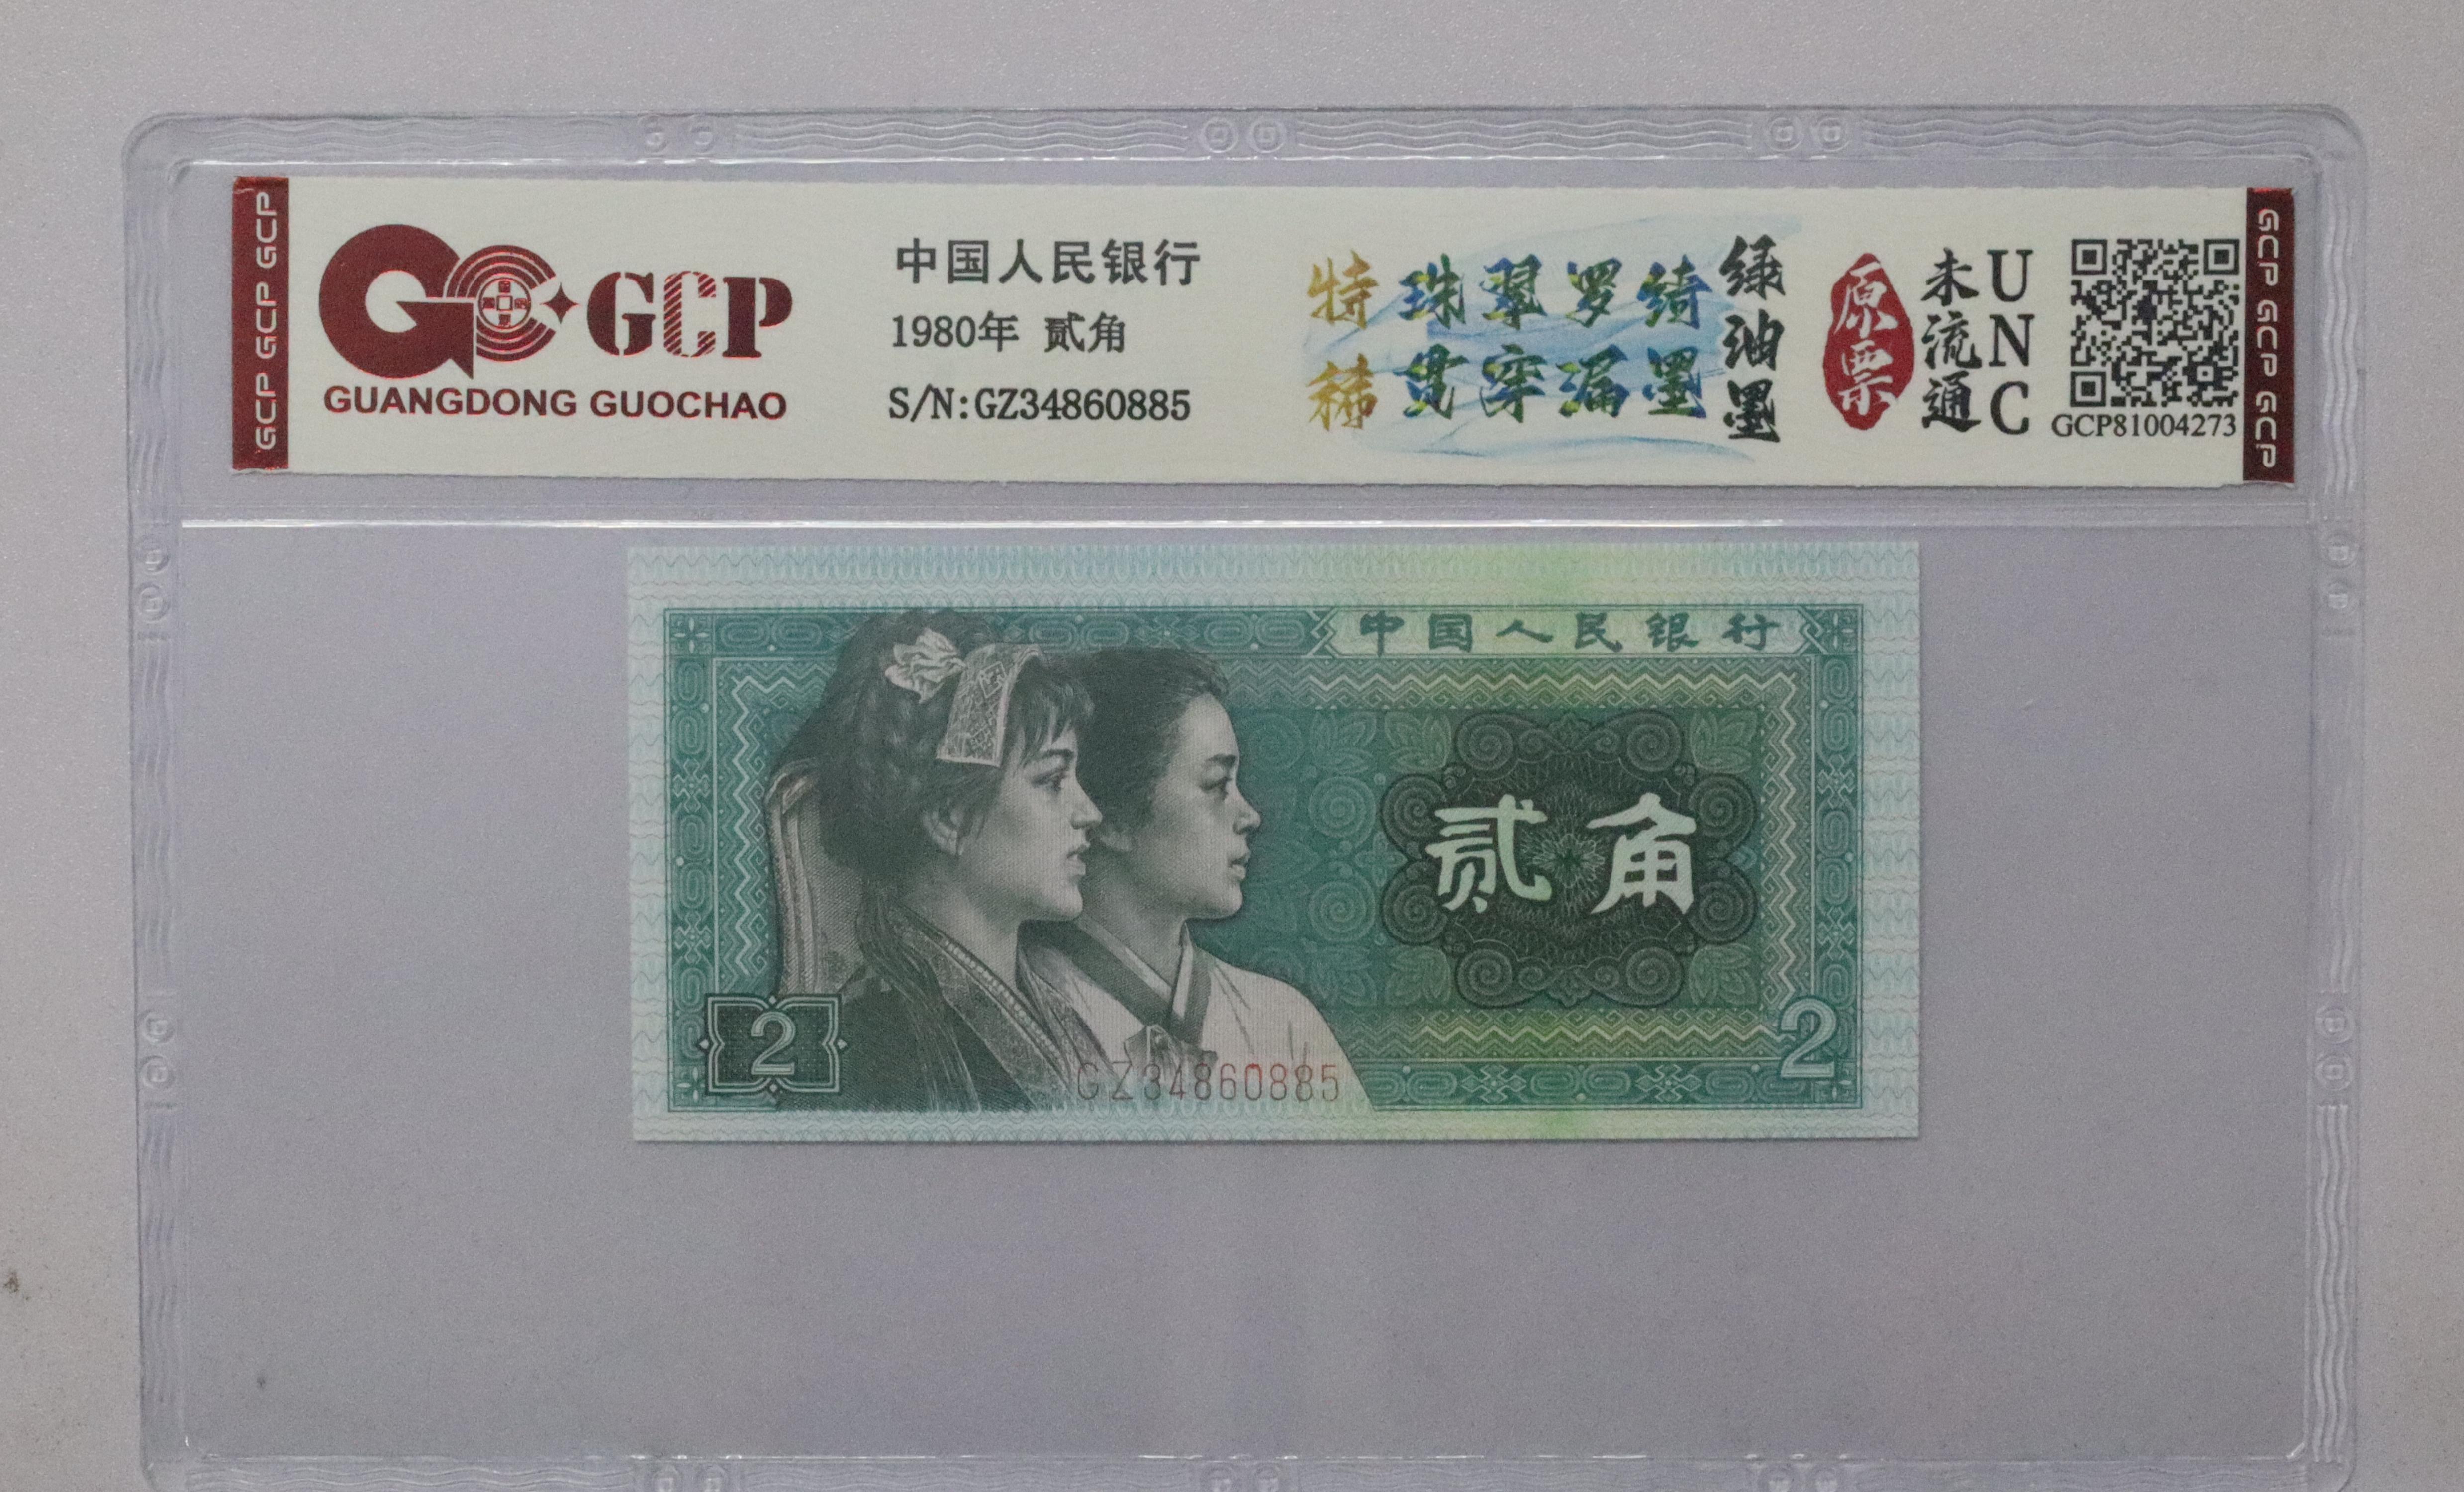 GCP GCP GCP
GCP
GUANGDONG GUOCHAO
中国人民银行
1980年 贰角
S/N:GZ34860885
特稀
珠翠罗绮
贯穿漏墨
绿油墨
原票
未流通
UNC
GCP81004273
GCP GCP GCP
中国人民银行
贰角
2
2
GZ34860885